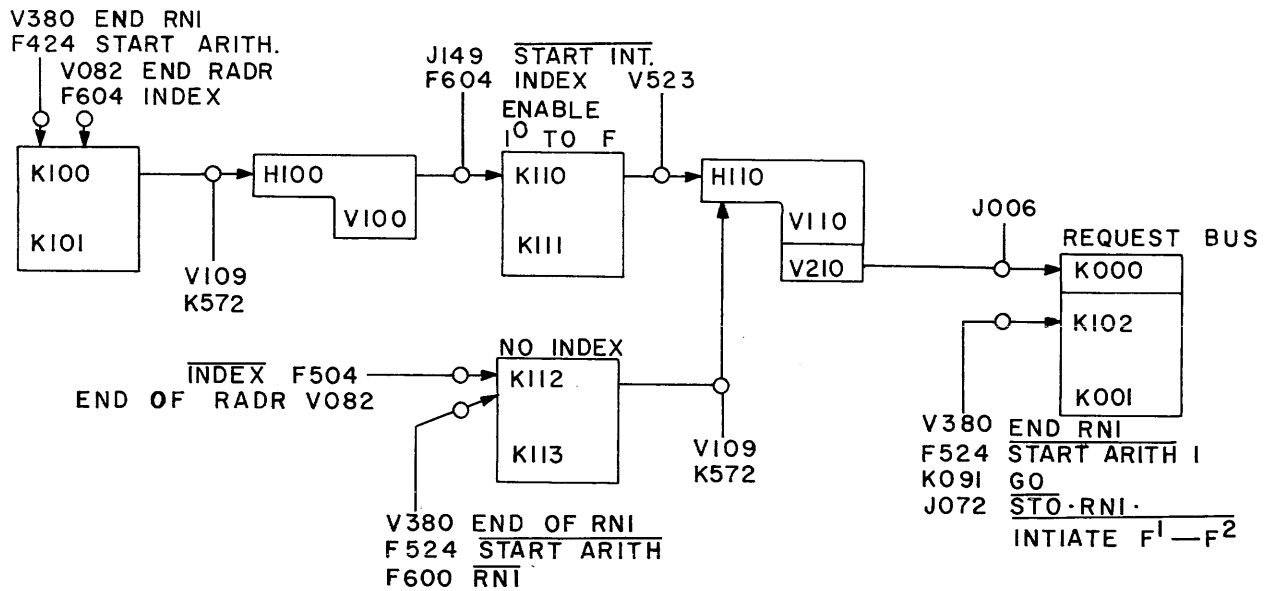 V380 END RNI
F424 START ARITH.
V082 END RADR
F604 INDEX
K100
K101
V109
K572
H100
V100
J149 START INT.
F604 INDEX V523
ENABLE
I⁰ TO F
K110
K111
H110
V110
V210
J006
REQUEST BUS
K000
K102
K001
NO INDEX
INDEX F504
END OF RADR V082
K112
K113
V109
K572
V380 END OF RNI
F524 START ARITH
F600 RNI
V380 END RNI
F524 START ARITH I
K091 GO
J072 STO·RNI·
INTIATE F¹—F²